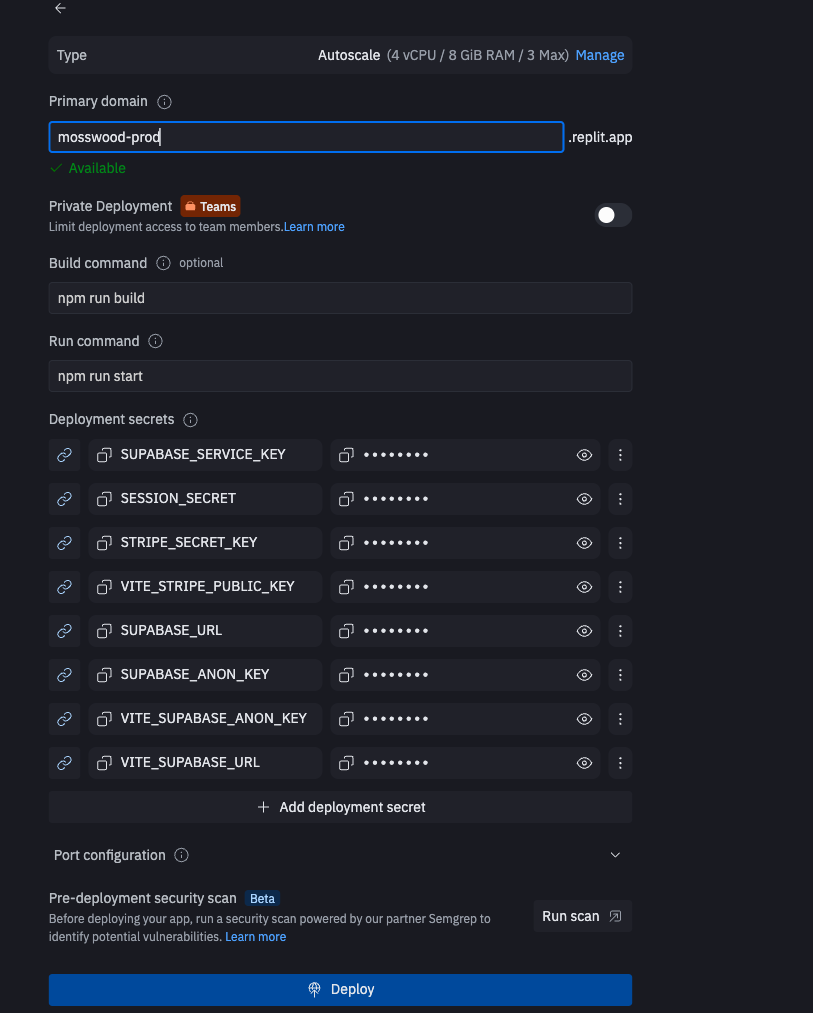 Type Autoscale (4 vCPU / 8 GiB RAM / 3 Max) Manage
Primary domain
mosswood-prod .replit.app
Available
Private Deployment Teams
Limit deployment access to team members.Learn more
Build command optional
npm run build
Run command
npm run start
Deployment secrets
SUPABASE_SERVICE_KEY ••••••••
SESSION_SECRET ••••••••
STRIPE_SECRET_KEY ••••••••
VITE_STRIPE_PUBLIC_KEY ••••••••
SUPABASE_URL ••••••••
SUPABASE_ANON_KEY ••••••••
VITE_SUPABASE_ANON_KEY ••••••••
VITE_SUPABASE_URL ••••••••
Add deployment secret
Port configuration
Pre-deployment security scan Beta
Before deploying your app, run a security scan powered by our partner Semgrep to
identify potential vulnerabilities. Learn more
Run scan
Deploy